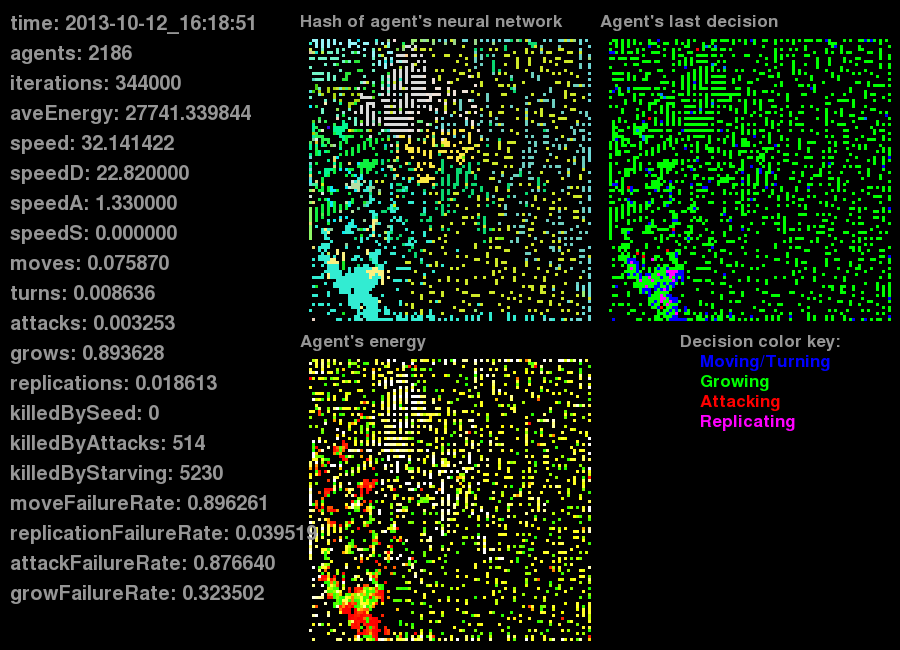 time: 2013-10-12_16:18:51
agents: 2186
iterations: 344000
aveEnergy: 27741.339844
speed: 32.141422
speedD: 22.820000
speedA: 1.330000
speedS: 0.000000
moves: 0.075870
turns: 0.008636
attacks: 0.003253
grows: 0.893628
replications: 0.018613
killedBySeed: 0
killedByAttacks: 514
killedByStarving: 5230
moveFailureRate: 0.896261
replicationFailureRate: 0.039519
attackFailureRate: 0.876640
growFailureRate: 0.323502
Hash of agent's neural network
Agent's last decision
Agent's energy
Decision color key:
Moving/Turning
Growing
Attacking
Replicating